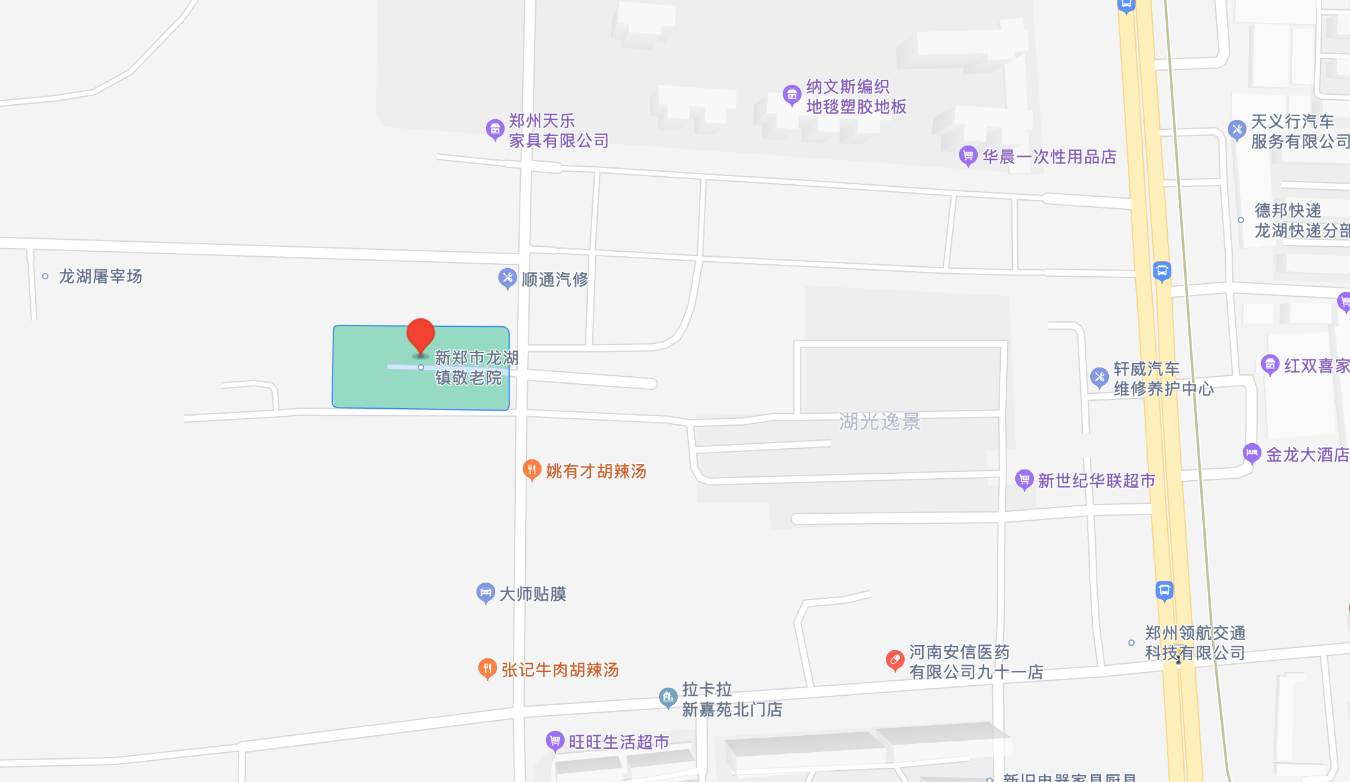 纳文斯编织
地毯塑胶地板
郑州天乐
家具有限公司
天义行汽车
服务有限公司
华晨一次性用品店
德邦快递
龙湖快递分部
龙湖屠宰场
顺通汽修
新郑市龙湖
镇敬老院
红双喜家
轩威汽车
维修养护中心
湖光逸景
金龙大酒店
姚有才胡辣汤
新世纪华联超市
大师贴膜
郑州领航交通
科技有限公司
河南安信医药
有限公司九十一店
张记牛肉胡辣汤
拉卡拉
新嘉苑北门店
旺旺生活超市
新旧电器家具厨具